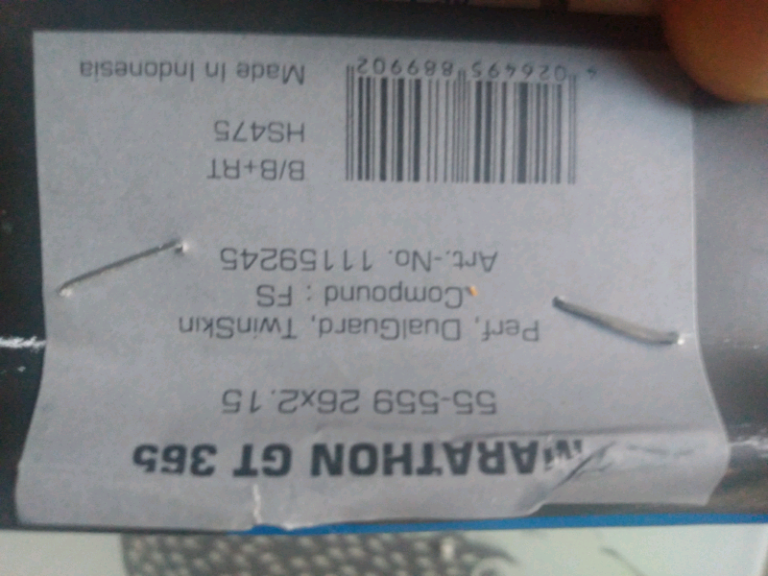 MARATHON GT 365
55-559 26x2.15
Perf, DualGuard, TwinSkin
Compound : FS
Art.-No. 11159245
B/B+RT
HS475
Made In Indonesia
4 026495 889902